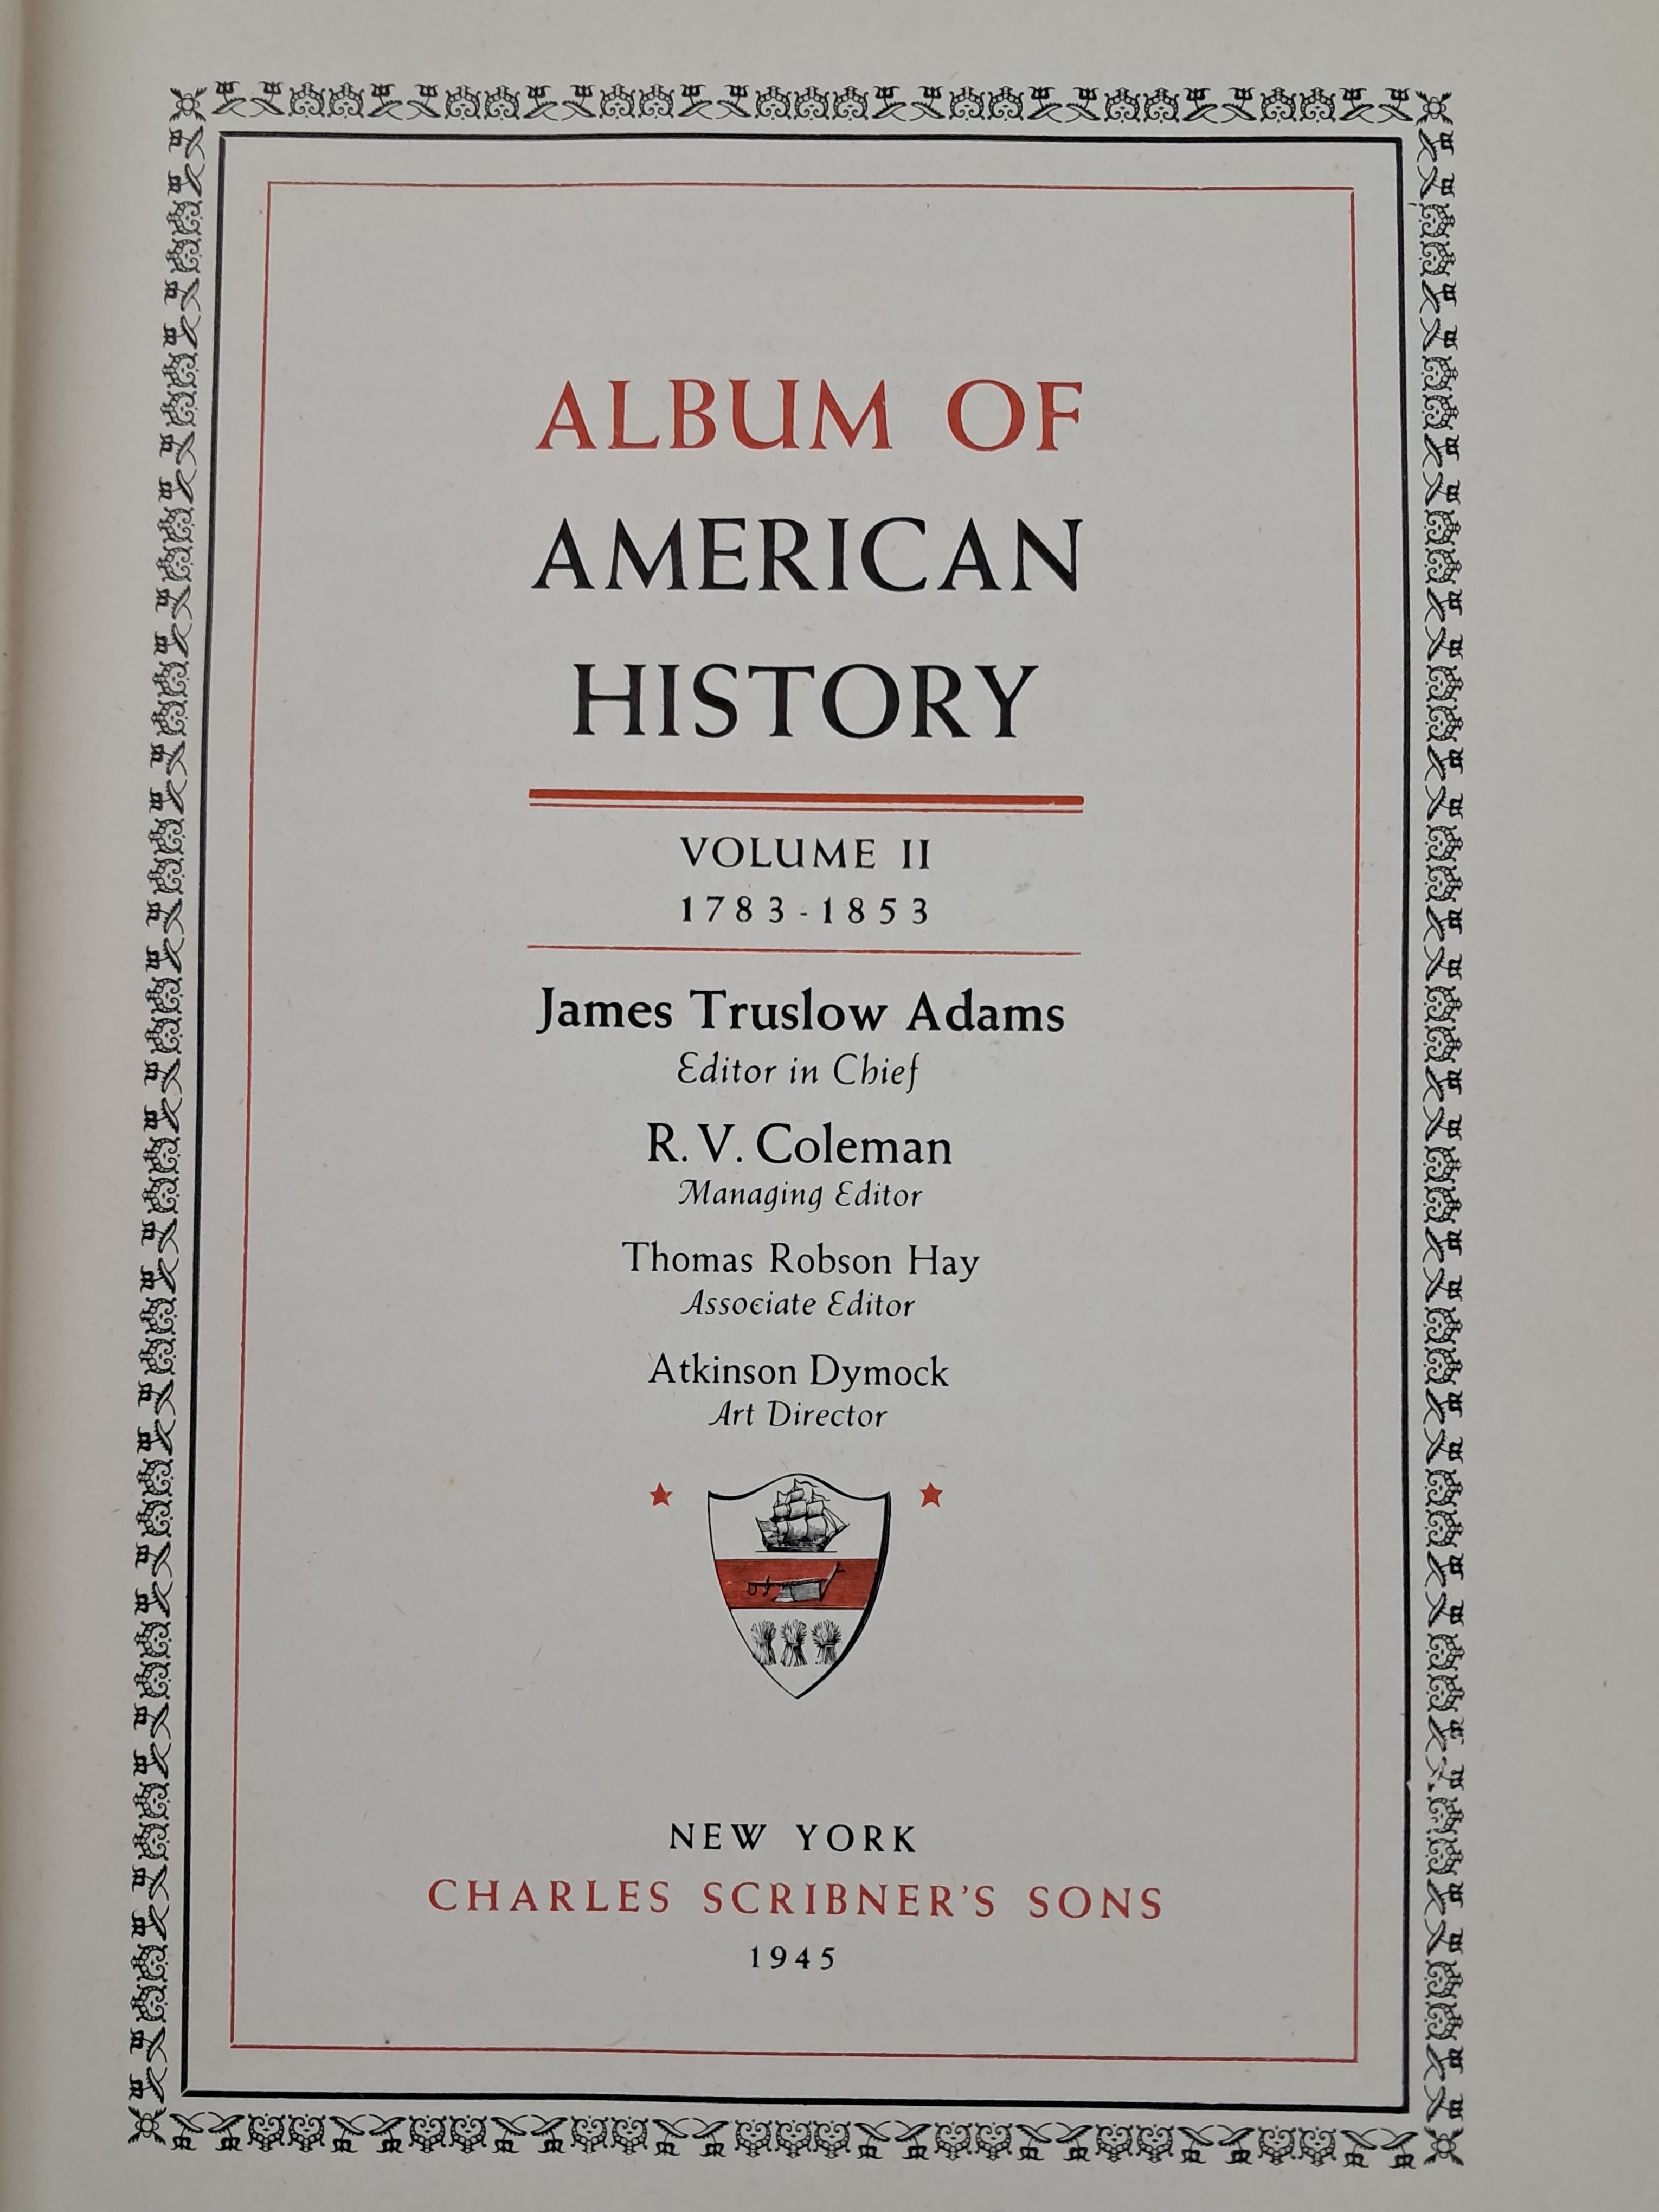 ALBUM OF
AMERICAN
HISTORY
VOLUME II
1783-1853
James Truslow Adams
Editor in Chief
R. V. Coleman
Managing Editor
Thomas Robson Hay
Associate Editor
Atkinson Dymock
Art Director
NEW YORK
CHARLES SCRIBNER'S SONS
1945